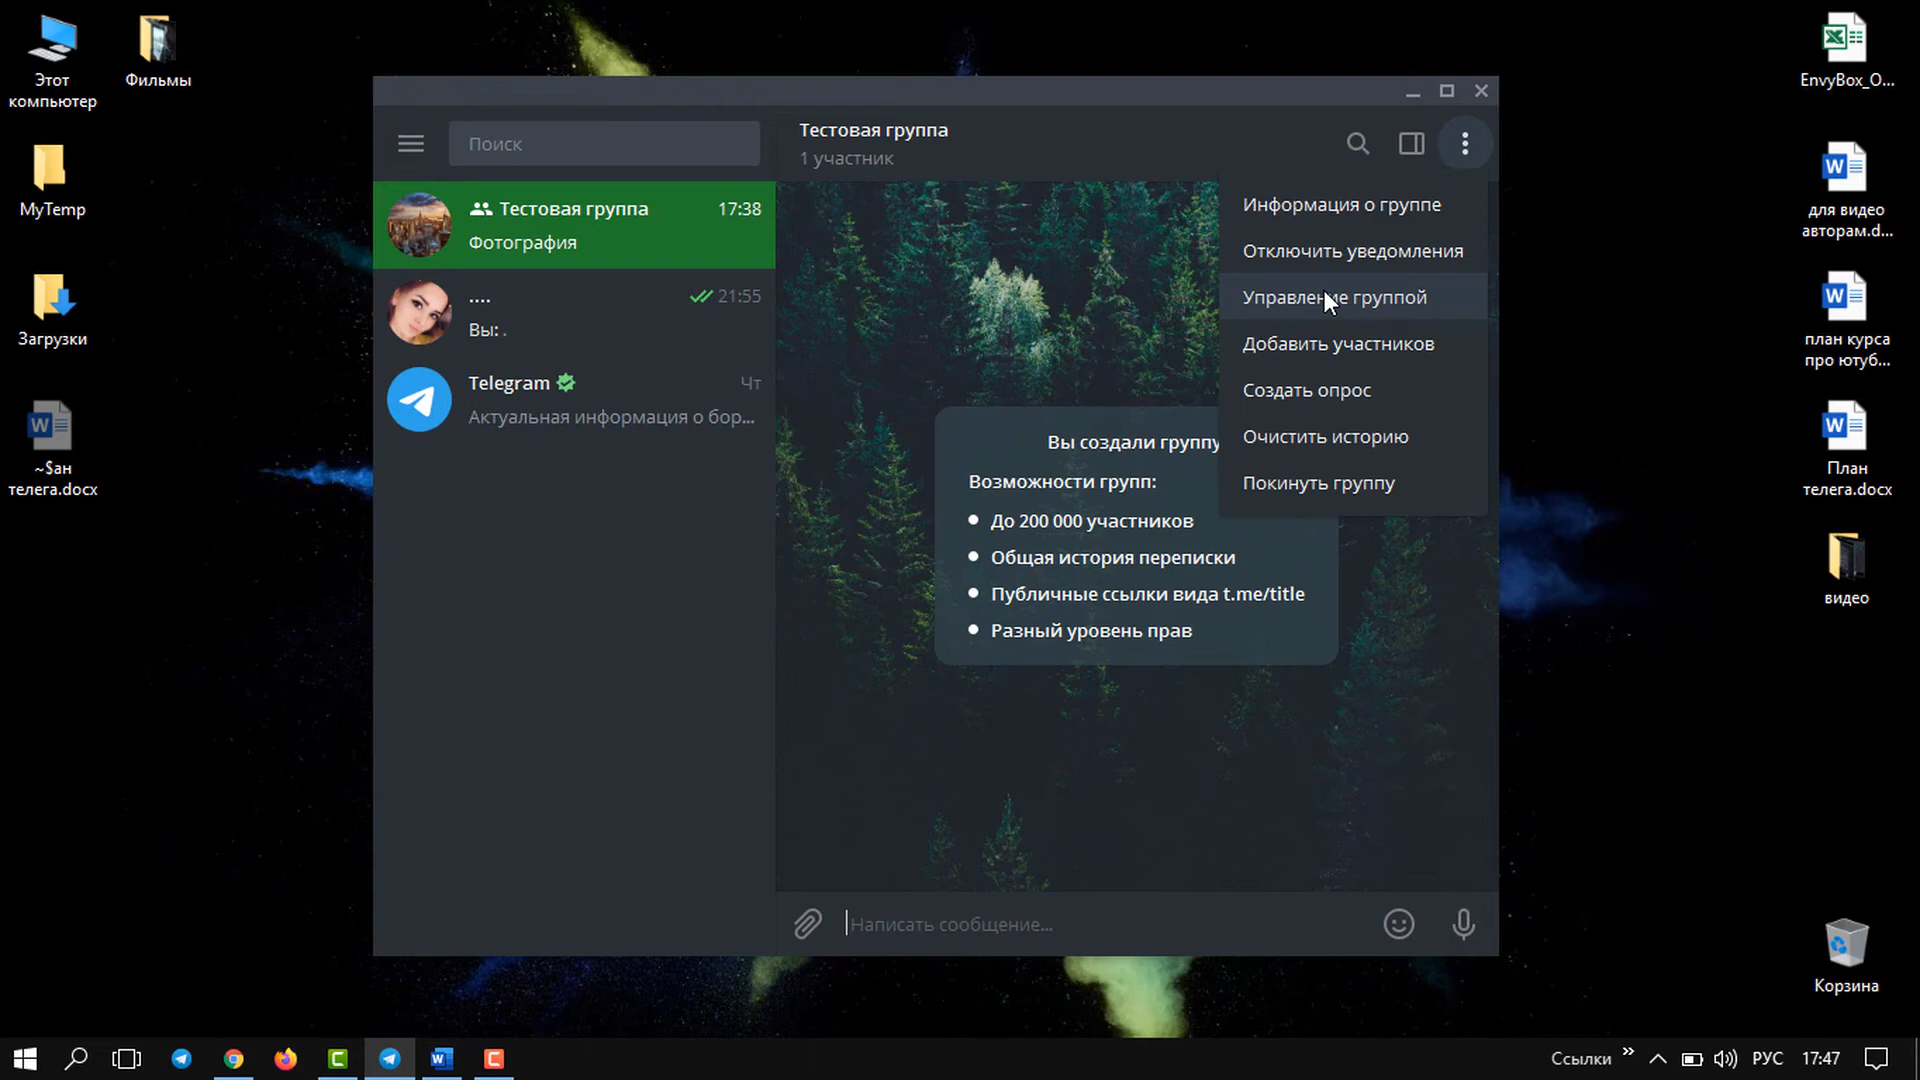 Этот
компьютер
Фильмы
MyTemp
Загрузки
~$ан
телега.docx
Поиск
Тестовая группа
17:38
Фотография
....
21:55
Вы: .
Telegram
Чт
Актуальная информация о бор...
Тестовая группа
1 участник
Информация о группе
Отключить уведомления
Управление группой
Добавить участников
Создать опрос
Очистить историю
Покинуть группу
Вы создали группу
Возможности групп:
До 200 000 участников
Общая история переписки
Публичные ссылки вида t.me/title
Разный уровень прав
Написать сообщение...
EnvyBox_O...
для видео
авторам.d...
план курса
про ютуб...
План
телега.docx
видео
Корзина
Ссылки
РУС
17:47